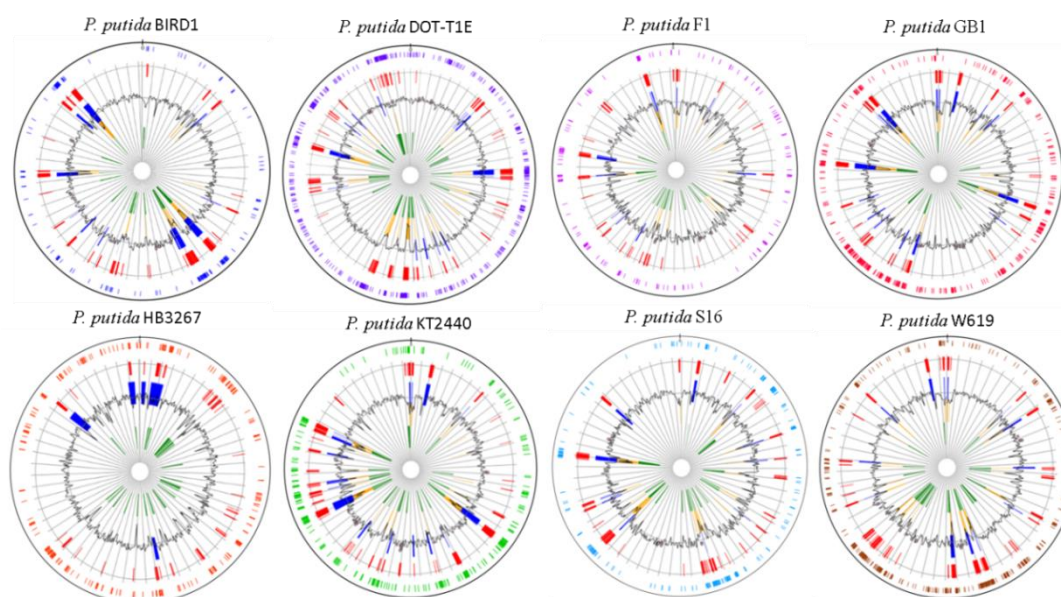 P. putida BIRD1
P. putida DOT-T1E
P. putida F1
P. putida GB1
P. putida HB3267
P. putida KT2440
P. putida S16
P. putida W619